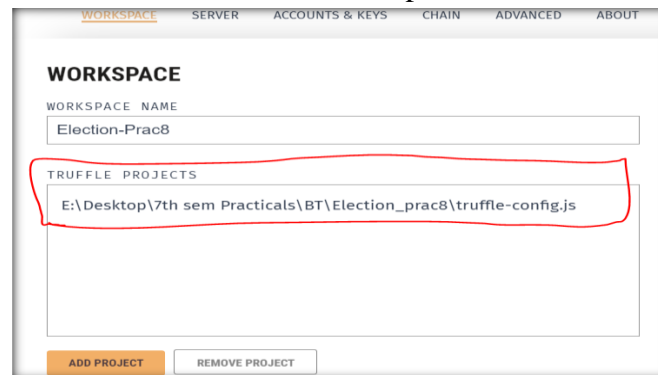 WORKSPACE SERVER ACCOUNTS & KEYS CHAIN ADVANCED ABOUT
WORKSPACE
WORKSPACE NAME
Election-Prac8
TRUFFLE PROJECTS
E:\Desktop\7th sem Practicals\BT\Election_prac8\truffle-config.js
ADD PROJECT REMOVE PROJECT